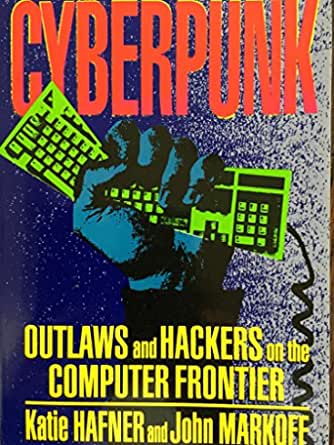 CYBERPUNK
OUTLAWS and HACKERS on the
COMPUTER FRONTIER
Katie HAFNER and John MARKOFF